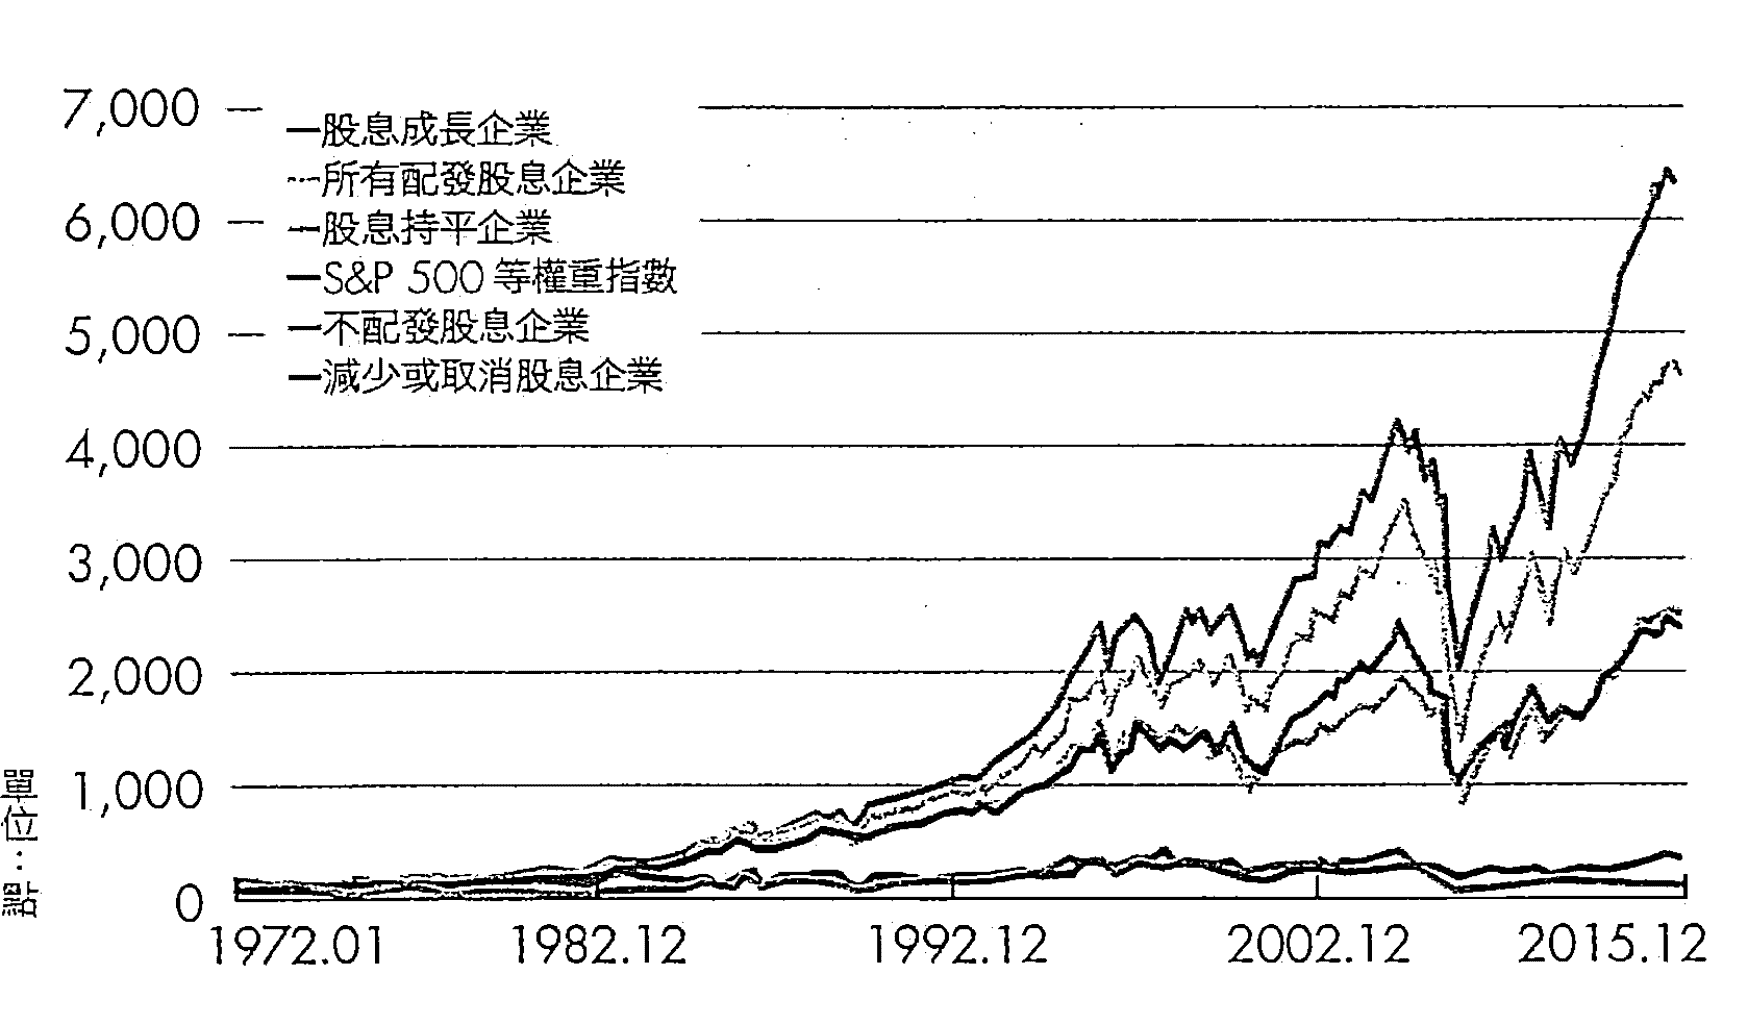 7,000
股息成長企業
所有配發股息企業
6,000
股息持平企業
S&P 500 等權重指數
5,000
不配發股息企業
減少或取消股息企業
4,000
3,000
2,000
1,000
單位：點
0
1972.01
1982.12
1992.12
2002.12
2015.12